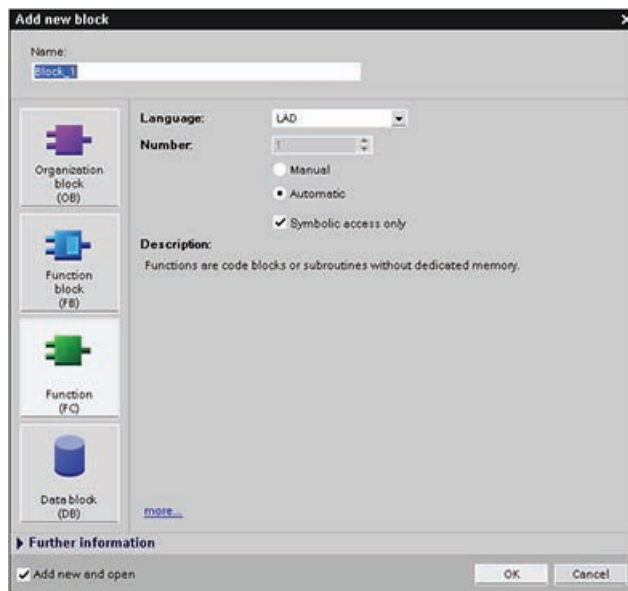 Add new block
Name:
Block_1
Language:
LAD
Number:
1
Manual
Automatic
Symbolic access only
Description:
Functions are code blocks or subroutines without dedicated memory.
Organization
block
(OB)
Function
block
(FB)
Function
(FC)
Data block
(DB)
more...
Further information
Add new and open
OK
Cancel